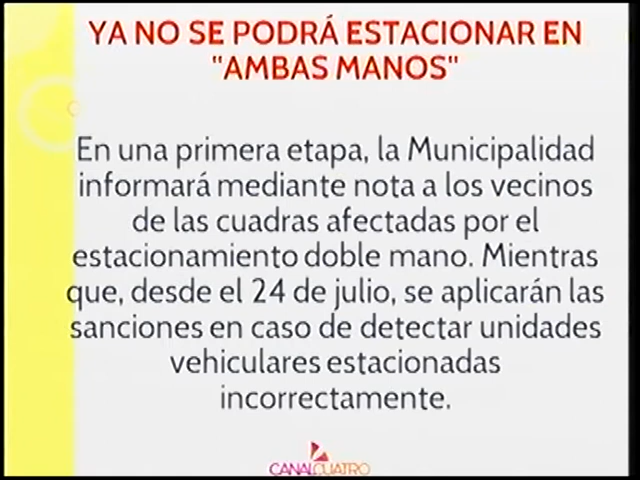 YA NO SE PODRÁ ESTACIONAR EN
"AMBAS MANOS"
En una primera etapa, la Municipalidad
informará mediante nota a los vecinos
de las cuadras afectadas por el
estacionamiento doble mano. Mientras
que, desde el 24 de julio, se aplicarán las
sanciones en caso de detectar unidades
vehiculares estacionadas
incorrectamente.
CANALCUATRO